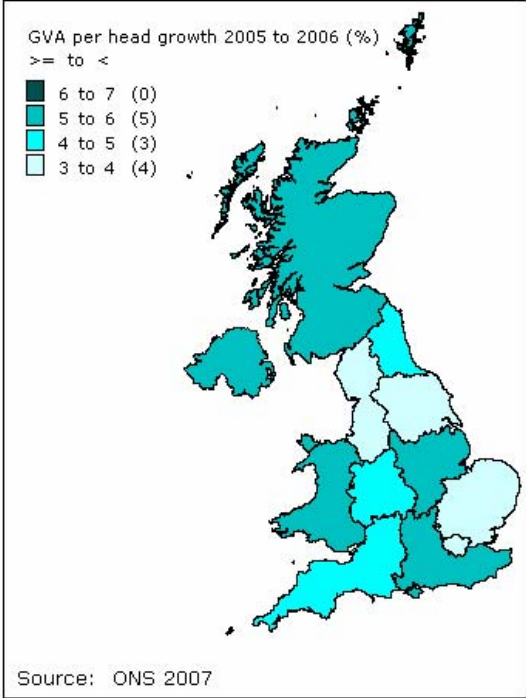 GVA per head growth 2005 to 2006 (%)
>= to <
6 to 7 (0)
5 to 6 (5)
4 to 5 (3)
3 to 4 (4)
Source: ONS 2007